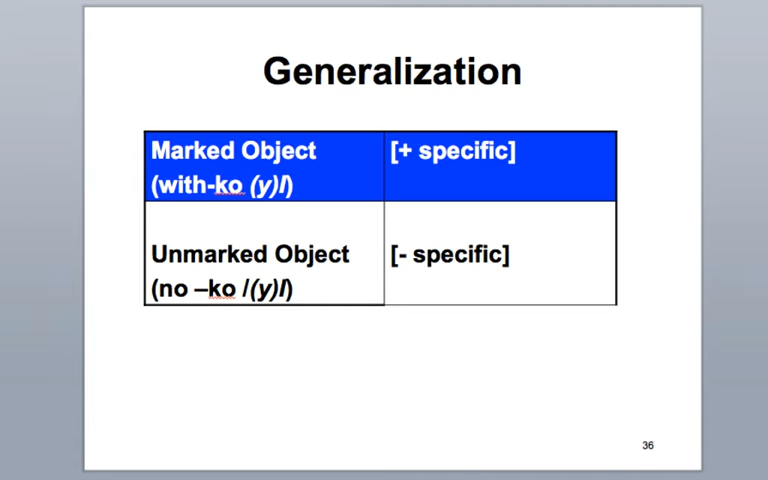 Generalization
Marked Object [+ specific]
(with-ko (y)I)
Unmarked Object [- specific]
(no –ko /(y)I)
36